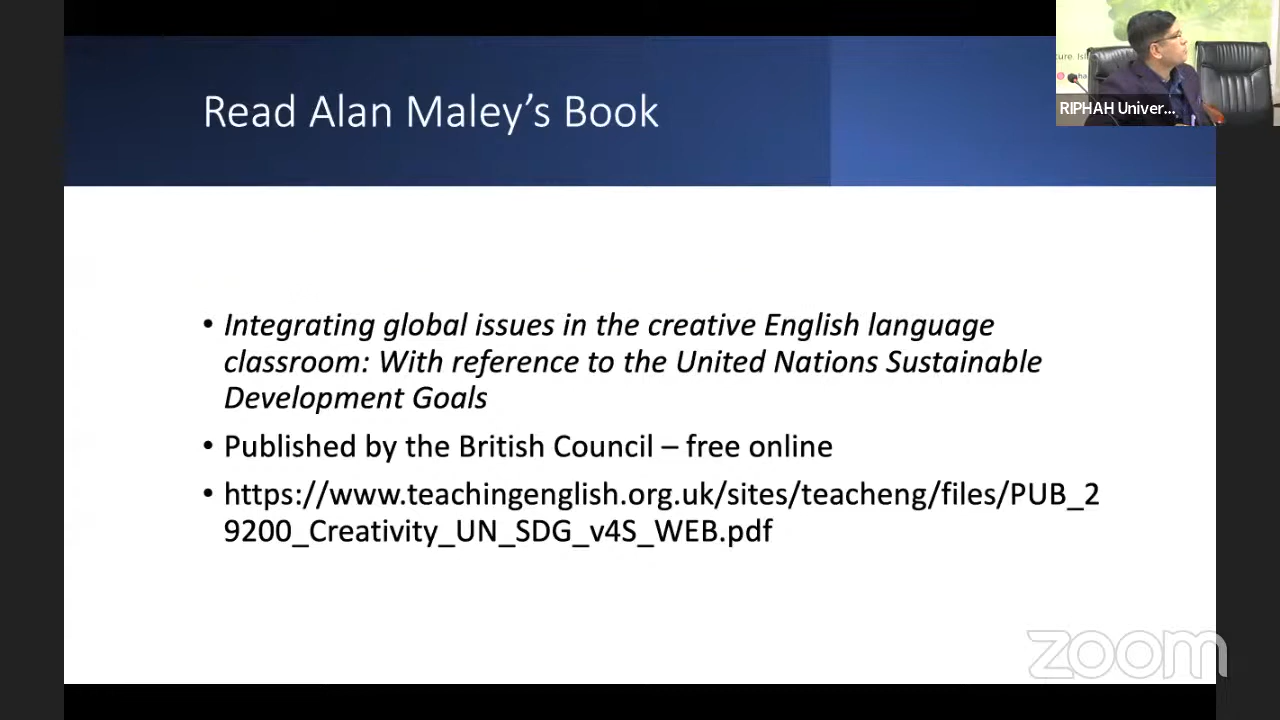 Read Alan Maley’s Book
RIPHAH Univer...
• Integrating global issues in the creative English language
classroom: With reference to the United Nations Sustainable
Development Goals
• Published by the British Council – free online
• https://www.teachingenglish.org.uk/sites/teacheng/files/PUB_2
9200_Creativity_UN_SDG_v4S_WEB.pdf
zoom